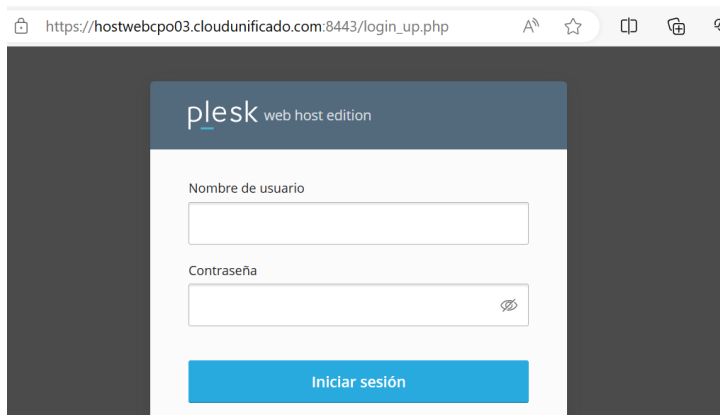 https://hostwebcpo03.cloudunificado.com:8443/login_up.php
plesk web host edition
Nombre de usuario
Contraseña
Iniciar sesión